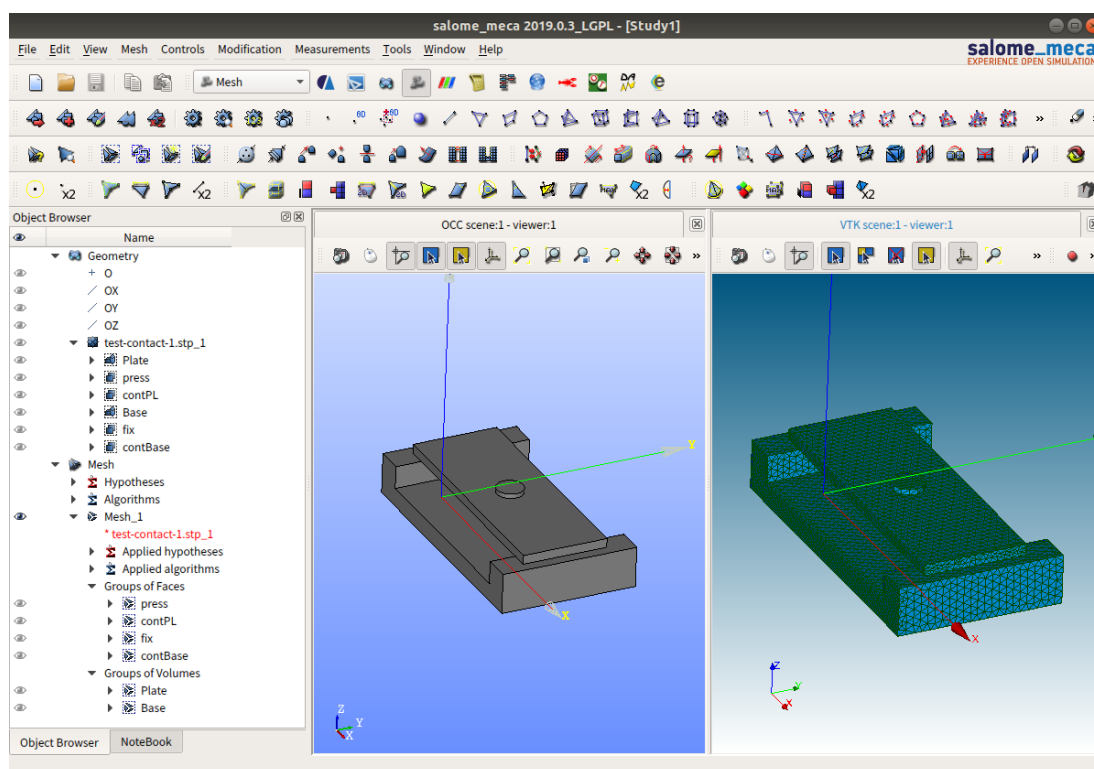 salome_meca 2019.0.3_LGPL - [Study1]
File Edit View Mesh Controls Modification Measurements Tools Window Help
salome_meca
EXPERIENCE OPEN SIMULATION
Mesh
Object Browser
Name
Geometry
O
OX
OY
OZ
test-contact-1.stp_1
Plate
press
contPL
Base
fix
contBase
Mesh
Hypotheses
Algorithms
Mesh_1
* test-contact-1.stp_1
Applied hypotheses
Applied algorithms
Groups of Faces
press
contPL
fix
contBase
Groups of Volumes
Plate
Base
Object Browser NoteBook
OCC scene:1 - viewer:1
Y
X
Z
Y
X
VTK scene:1 - viewer:1
X
Z
Y
X